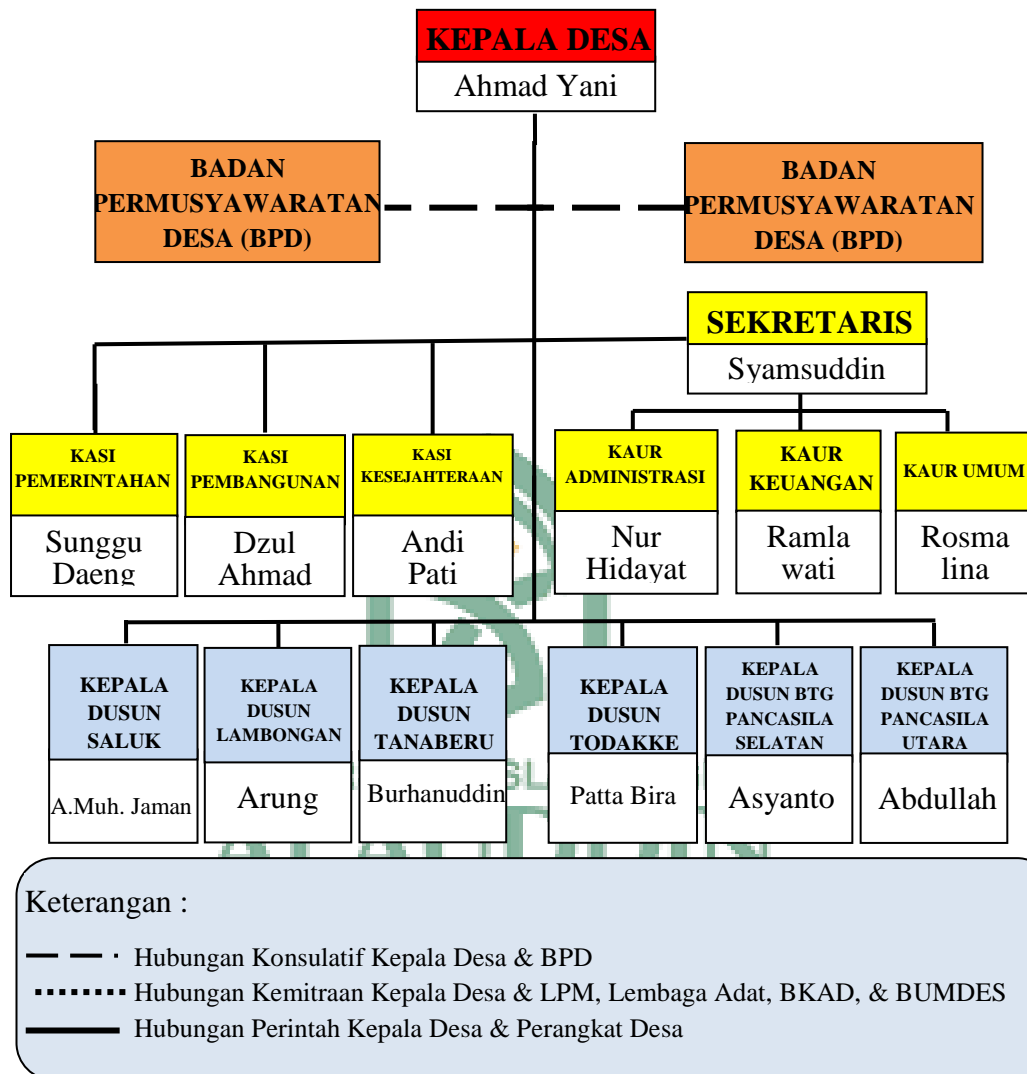 KEPALA DESA
Ahmad Yani
BADAN
PERMUSYAWARATAN
DESA (BPD)
BADAN
PERMUSYAWARATAN
DESA (BPD)
SEKRETARIS
Syamsuddin
KASI
PEMERINTAHAN
Sunggu
Daeng
KASI
PEMBANGUNAN
Dzul
Ahmad
KASI
KESEJAHTERAAN
Andi
Pati
KAUR
ADMINISTRASI
Nur
Hidayat
KAUR
KEUANGAN
Ramla
wati
KAUR UMUM
Rosma
lina
KEPALA
DUSUN
SALUK
A.Muh. Jaman
KEPALA
DUSUN
LAMBONGAN
Arung
KEPALA
DUSUN
TANABERU
Burhanuddin
KEPALA
DUSUN
TODAKKE
Patta Bira
KEPALA
DUSUN BTG
PANCASILA
SELATAN
Asyanto
KEPALA
DUSUN BTG
PANCASILA
UTARA
Abdullah
Keterangan :
Hubungan Konsulatif Kepala Desa & BPD
Hubungan Kemitraan Kepala Desa & LPM, Lembaga Adat, BKAD, & BUMDES
Hubungan Perintah Kepala Desa & Perangkat Desa